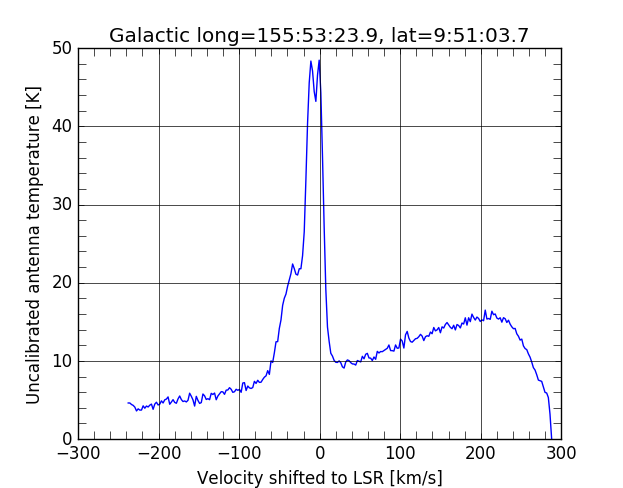 Galactic long=155:53:23.9, lat=9:51:03.7
Uncalibrated antenna temperature [K]
50
40
30
20
10
0
−300 −200 −100 0 100 200 300
Velocity shifted to LSR [km/s]